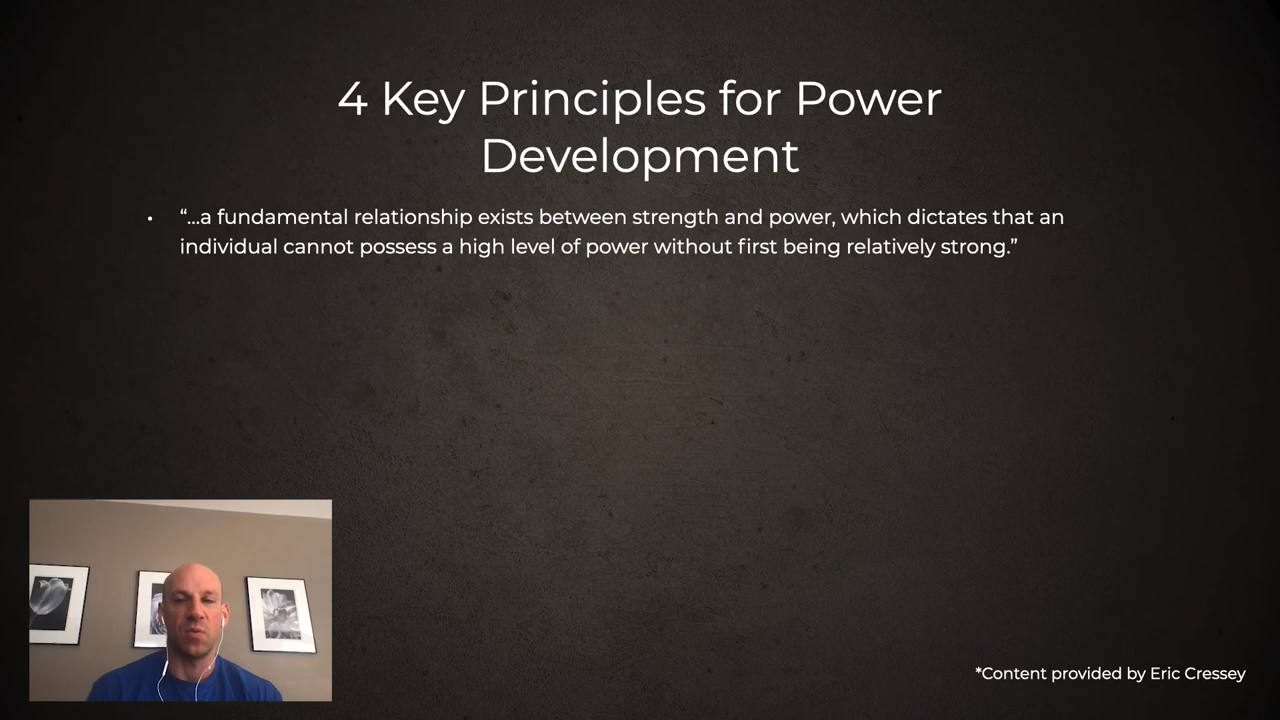 4 Key Principles for Power
Development
• “...a fundamental relationship exists between strength and power, which dictates that an
individual cannot possess a high level of power without first being relatively strong.”
*Content provided by Eric Cressey